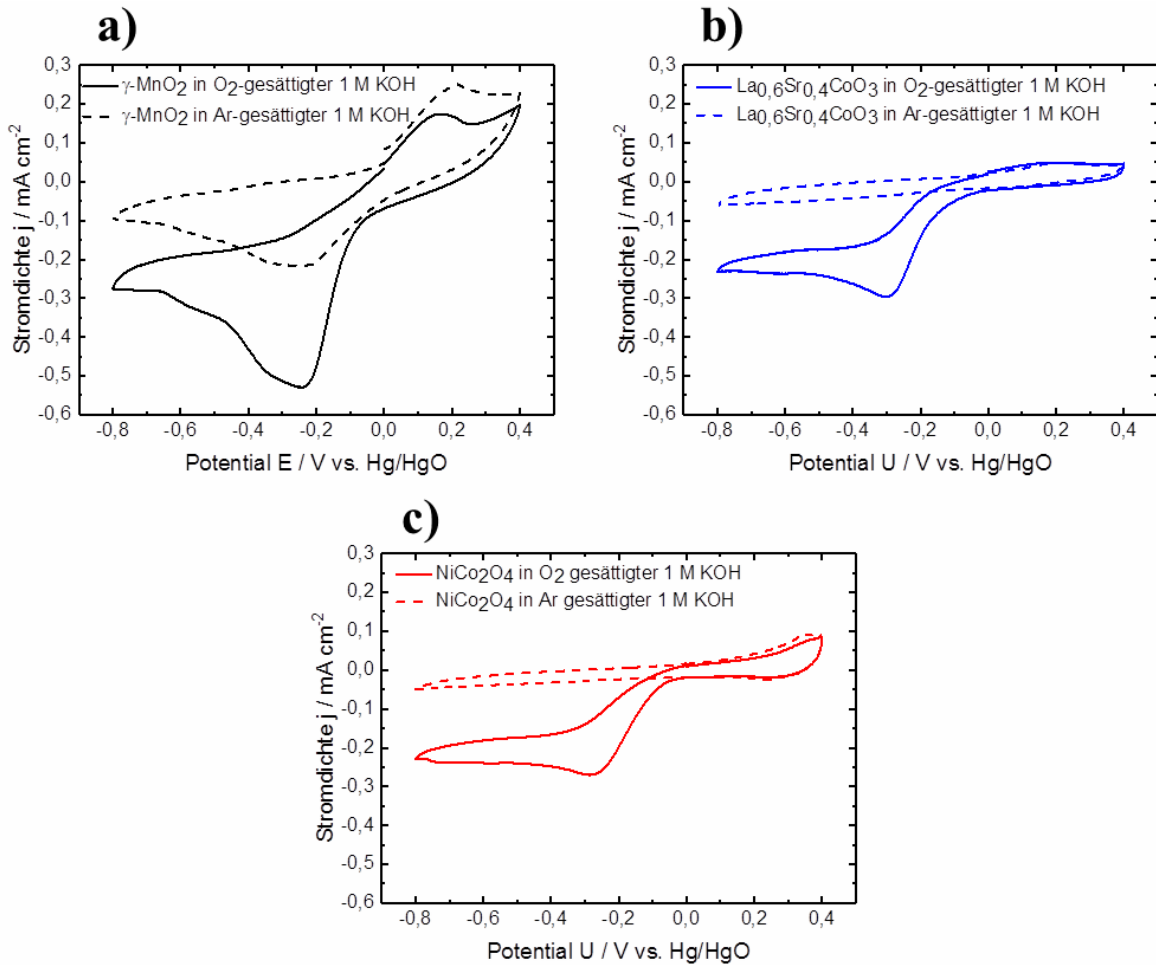 a)
0,3
γ-MnO2 in O2-gesättigter 1 M KOH
γ-MnO2 in Ar-gesättigter 1 M KOH
0,2
0,1
0,0
-0,1
-0,2
-0,3
-0,4
-0,5
-0,6
Stromdichte j / mA cm-2
-0,8 -0,6 -0,4 -0,2 0,0 0,2 0,4
Potential E / V vs. Hg/HgO
b)
0,3
La0,6Sr0,4CoO3 in O2-gesättigter 1 M KOH
La0,6Sr0,4CoO3 in Ar-gesättigter 1 M KOH
0,2
0,1
0,0
-0,1
-0,2
-0,3
-0,4
-0,5
-0,6
Stromdichte j / mA cm-2
-0,8 -0,6 -0,4 -0,2 0,0 0,2 0,4
Potential U / V vs. Hg/HgO
c)
0,3
NiCo2O4 in O2 gesättigter 1 M KOH
NiCo2O4 in Ar gesättigter 1 M KOH
0,2
0,1
0,0
-0,1
-0,2
-0,3
-0,4
-0,5
-0,6
Stromdichte j / mA cm-2
-0,8 -0,6 -0,4 -0,2 0,0 0,2 0,4
Potential U / V vs. Hg/HgO